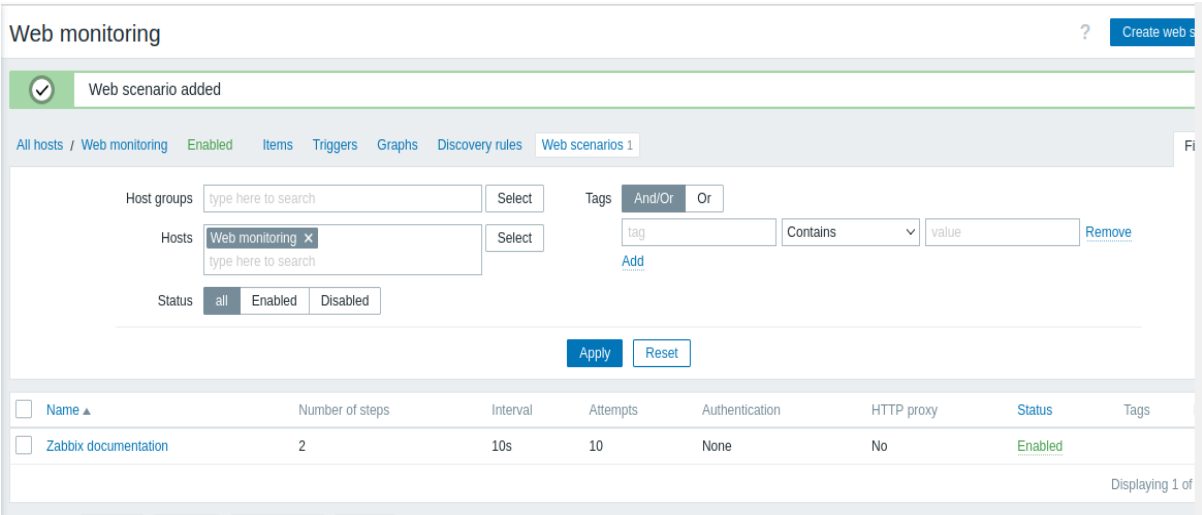 Web monitoring
?
Create web s
Web scenario added
All hosts / Web monitoring Enabled Items Triggers Graphs Discovery rules Web scenarios 1
Fi
Host groups type here to search Select Tags And/Or Or
Hosts Web monitoring X Select tag Contains value Remove
type here to search Add
Status all Enabled Disabled
Apply Reset
Name ▲ Number of steps Interval Attempts Authentication HTTP proxy Status Tags
Zabbix documentation 2 10s 10 None No Enabled
Displaying 1 of